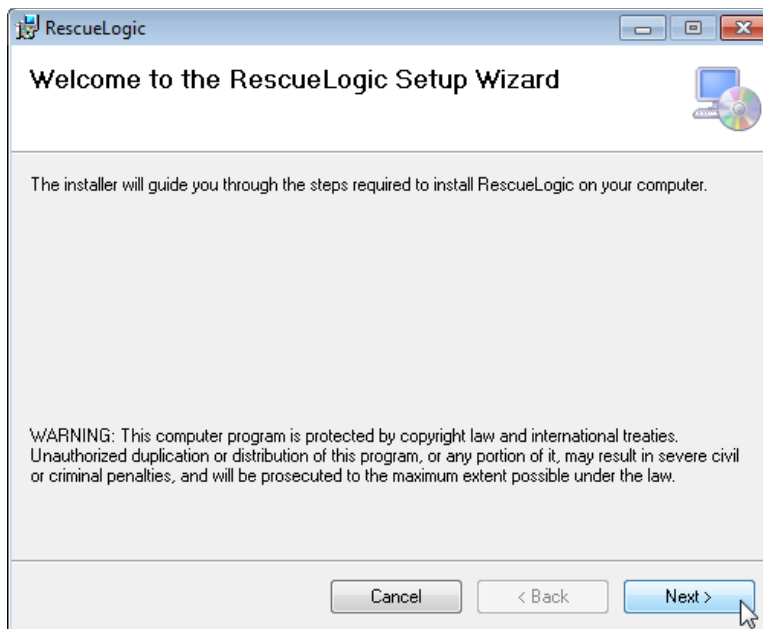 RescueLogic
Welcome to the RescueLogic Setup Wizard
The installer will guide you through the steps required to install RescueLogic on your computer.
WARNING: This computer program is protected by copyright law and international treaties.
Unauthorized duplication or distribution of this program, or any portion of it, may result in severe civil
or criminal penalties, and will be prosecuted to the maximum extent possible under the law.
Cancel
< Back
Next >